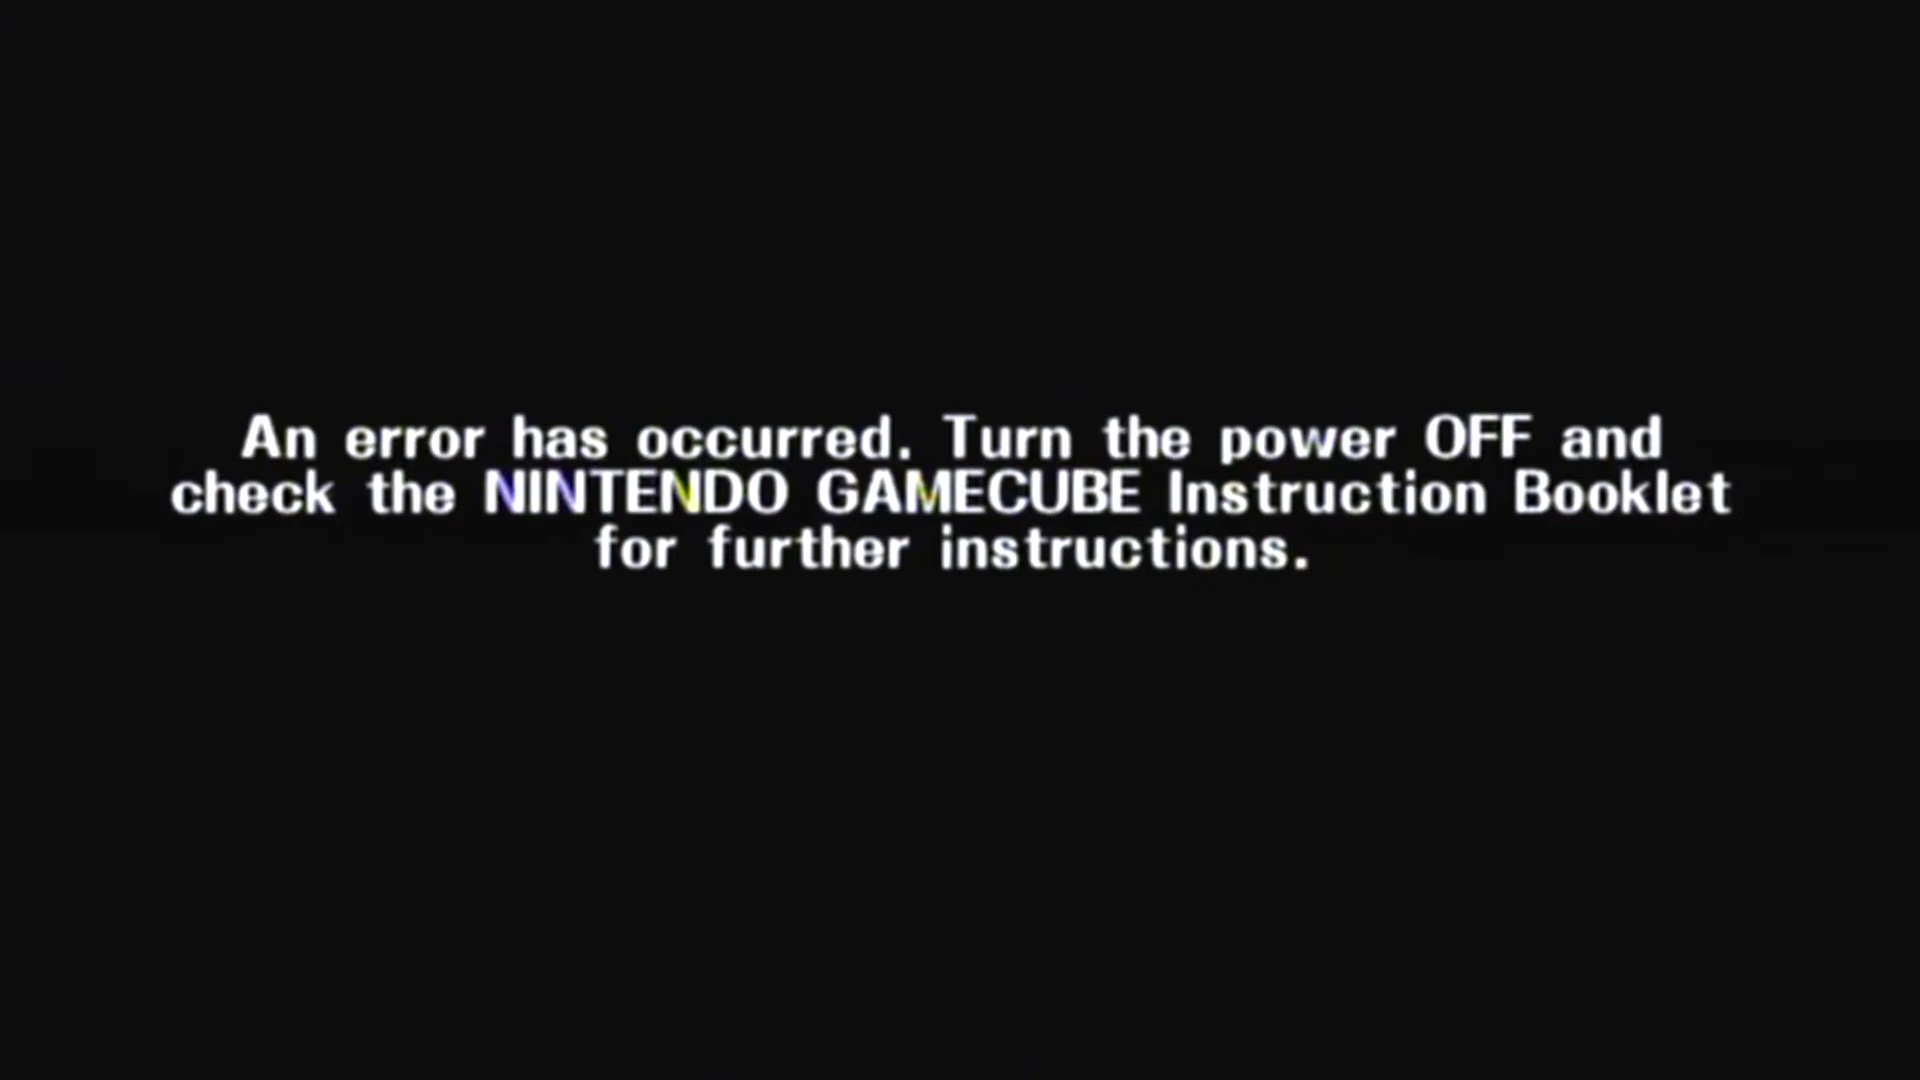 An error has occurred. Turn the power OFF and
check the NINTENDO GAMECUBE Instruction Booklet
for further instructions.